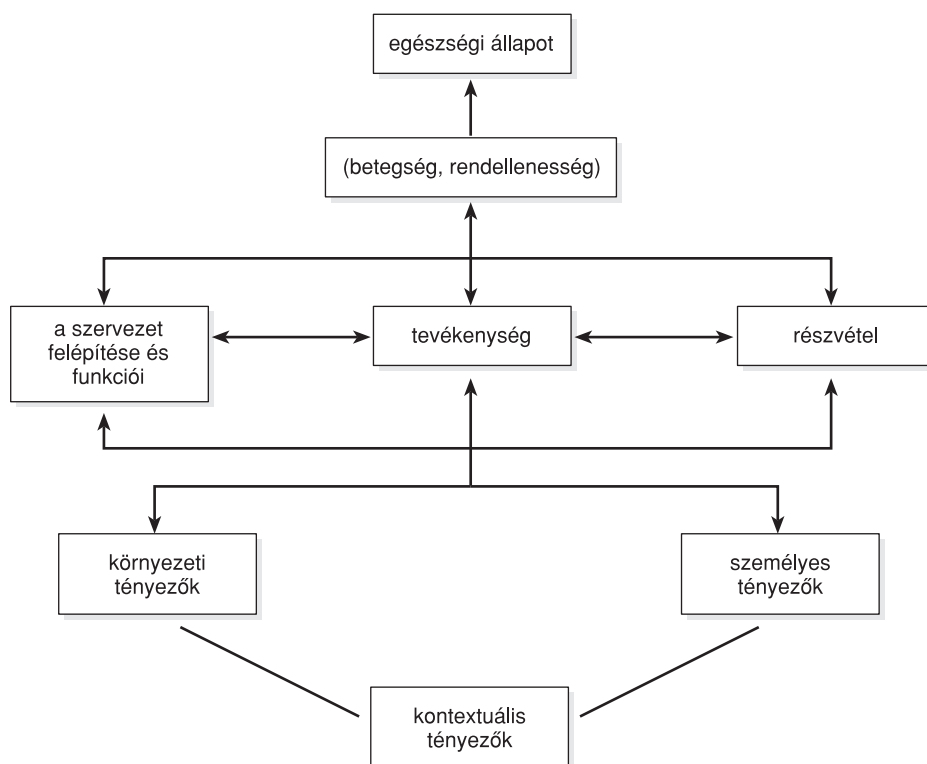 egészségi állapot
(betegség, rendellenesség)
a szervezet
felépítése és
funkciói
tevékenység
részvétel
környezeti
tényezők
személyes
tényezők
kontextuális
tényezők